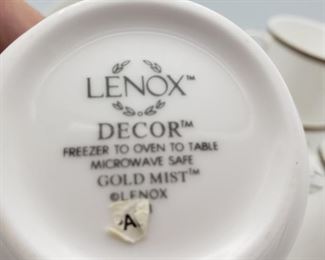 LENOX™
DECOR™
FREEZER TO OVEN TO TABLE
MICROWAVE SAFE
GOLD MIST™
©LENOX
A